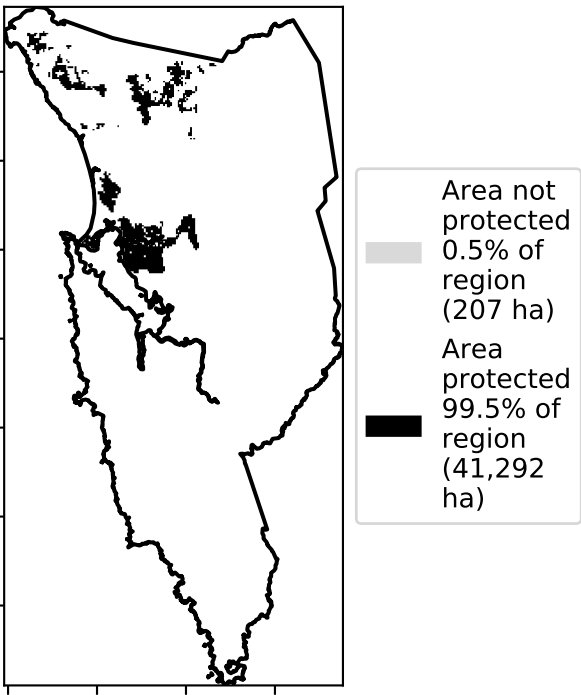 Area not
protected
0.5% of
region
(207 ha)
Area
protected
99.5% of
region
(41,292
ha)